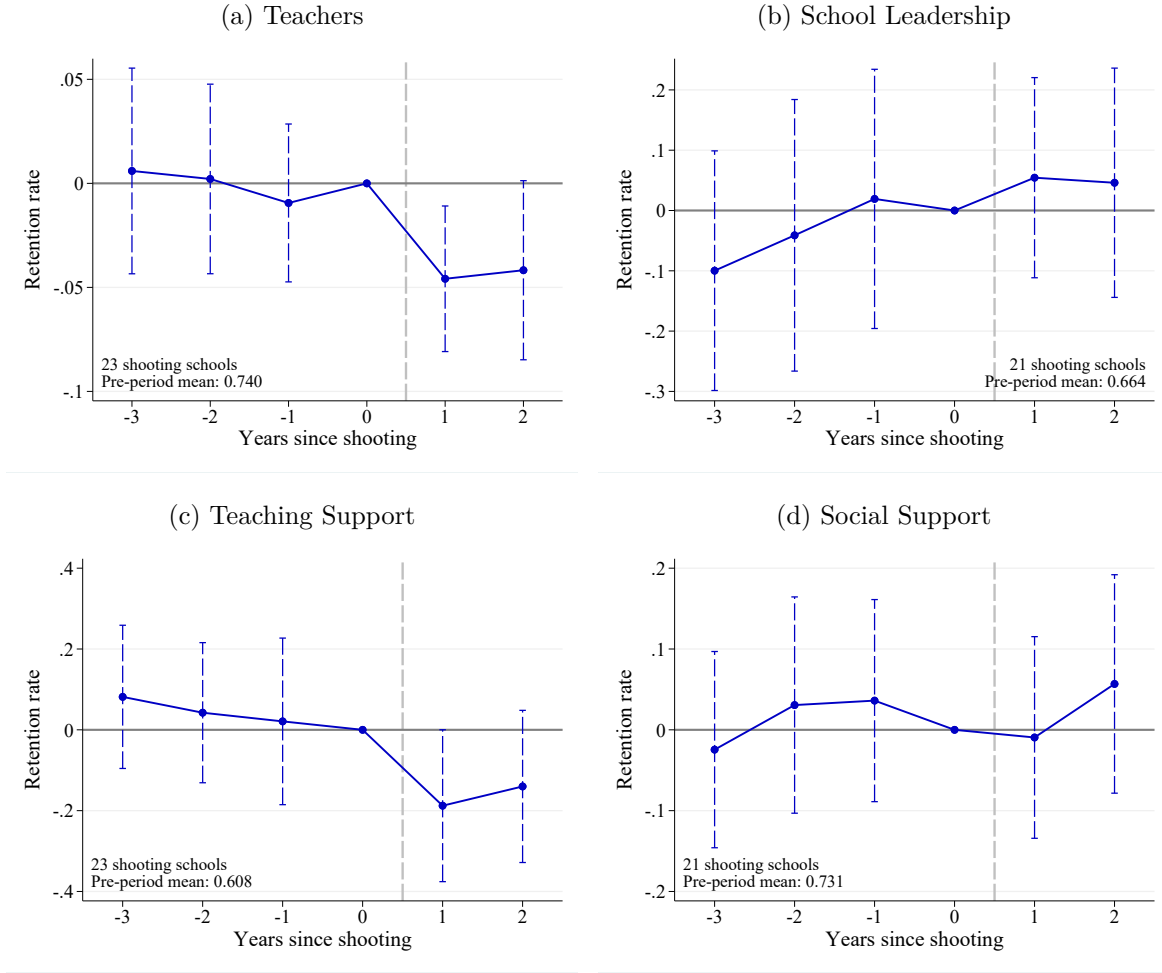 (a) Teachers
.05
0
-.05
-.1
Retention rate
23 shooting schools
Pre-period mean: 0.740
-3 -2 -1 0 1 2
Years since shooting
(b) School Leadership
.2
.1
0
-.1
-.2
-.3
Retention rate
21 shooting schools
Pre-period mean: 0.664
-3 -2 -1 0 1 2
Years since shooting
(c) Teaching Support
.4
.2
0
-.2
-.4
Retention rate
23 shooting schools
Pre-period mean: 0.608
-3 -2 -1 0 1 2
Years since shooting
(d) Social Support
.2
.1
0
-.1
-.2
Retention rate
21 shooting schools
Pre-period mean: 0.731
-3 -2 -1 0 1 2
Years since shooting